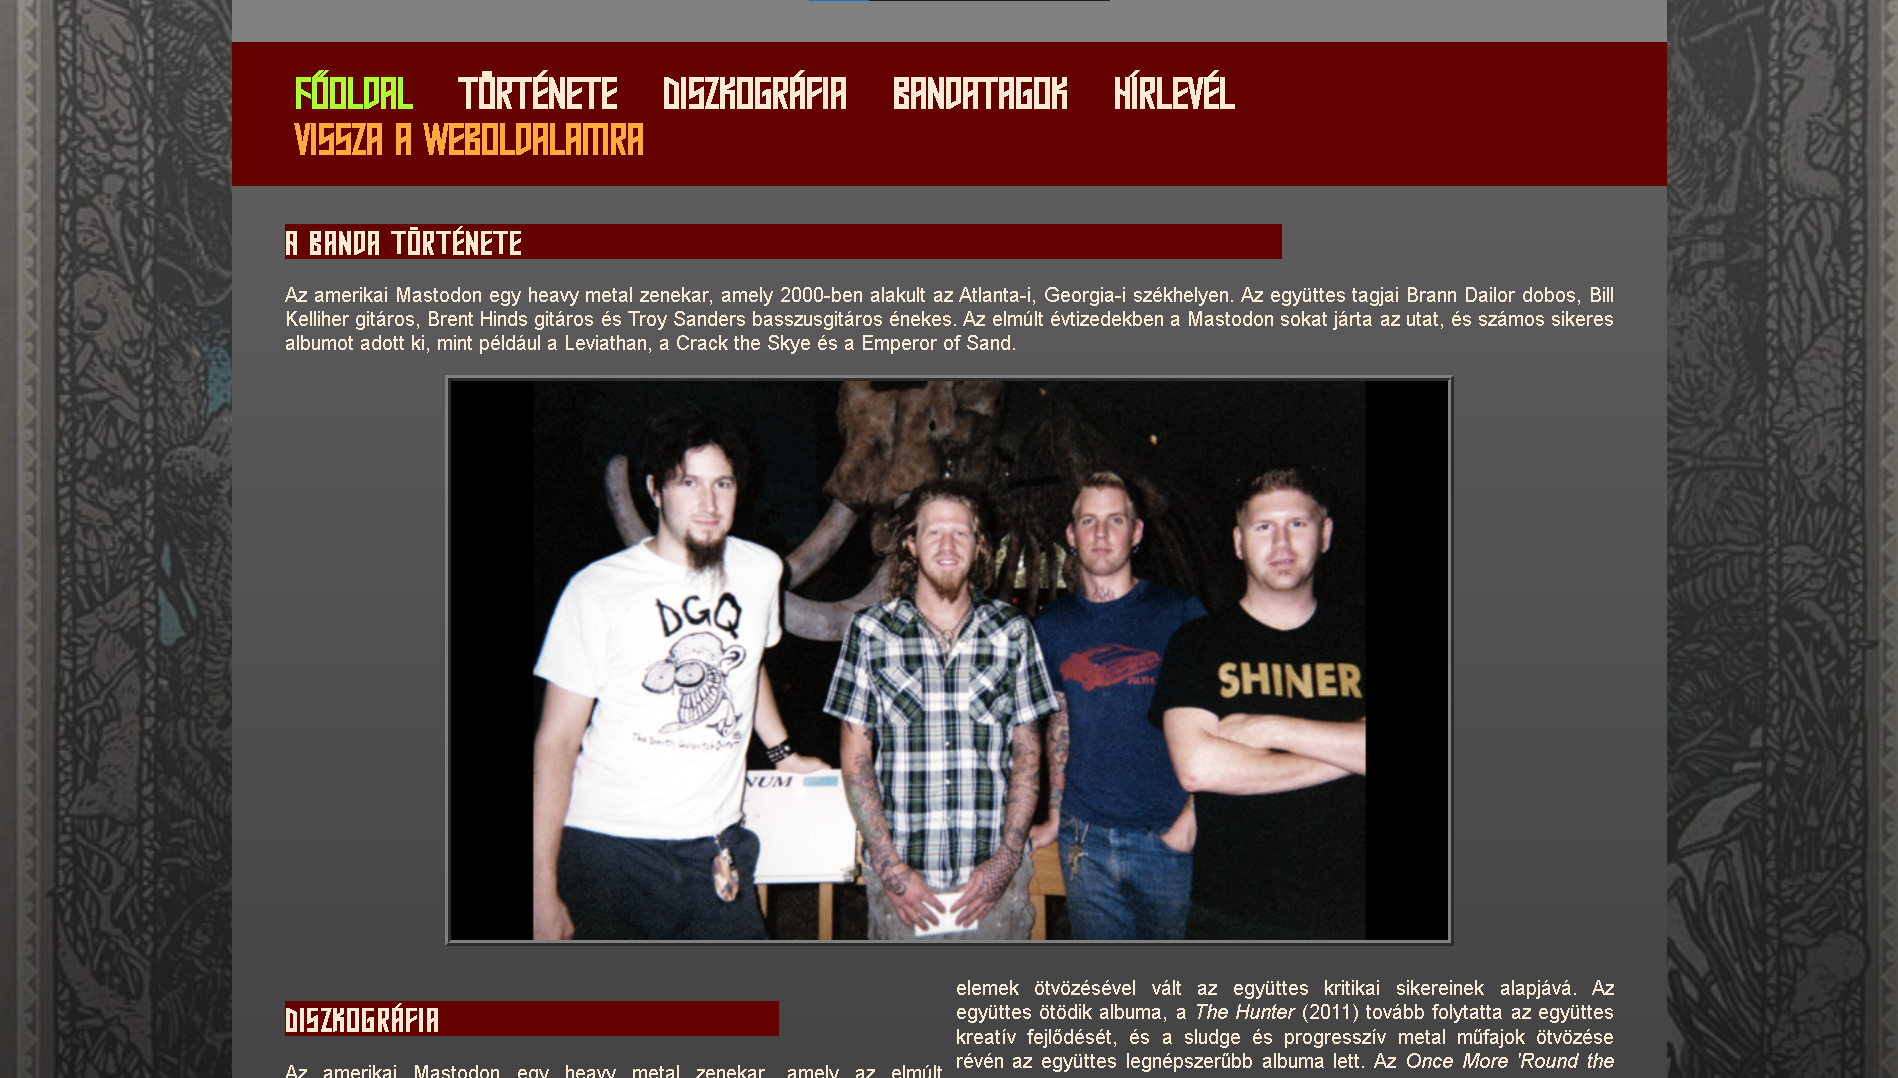 FŐOLDAL TÖRTÉNETE DISZKOGRÁFIA BANDATAGOK HÍRLEVÉL
VISSZA A WEBOLDALAMRA
A BANDA TÖRTÉNETE
Az amerikai Mastodon egy heavy metal zenekar, amely 2000-ben alakult az Atlanta-i, Georgia-i székhelyen. Az együttes tagjai Brann Dailor dobos, Bill
Kelliher gitáros, Brent Hinds gitáros és Troy Sanders basszusgitáros énekes. Az elmúlt évtizedekben a Mastodon sokat járta az utat, és számos sikeres
albumot adott ki, mint például a Leviathan, a Crack the Skye és a Emperor of Sand.
DGQ
SHINER
NUM
DISZKOGRÁFIA
Az amerikai Mastodon egy heavy metal zenekar, amely az elmúlt
elemek ötvözésével vált az együttes kritikai sikereinek alapjává. Az
együttes ötödik albuma, a The Hunter (2011) tovább folytatta az együttes
kreatív fejlődését, és a sludge és progresszív metal műfajok ötvözése
révén az együttes legnépszerűbb albuma lett. Az Once More 'Round the